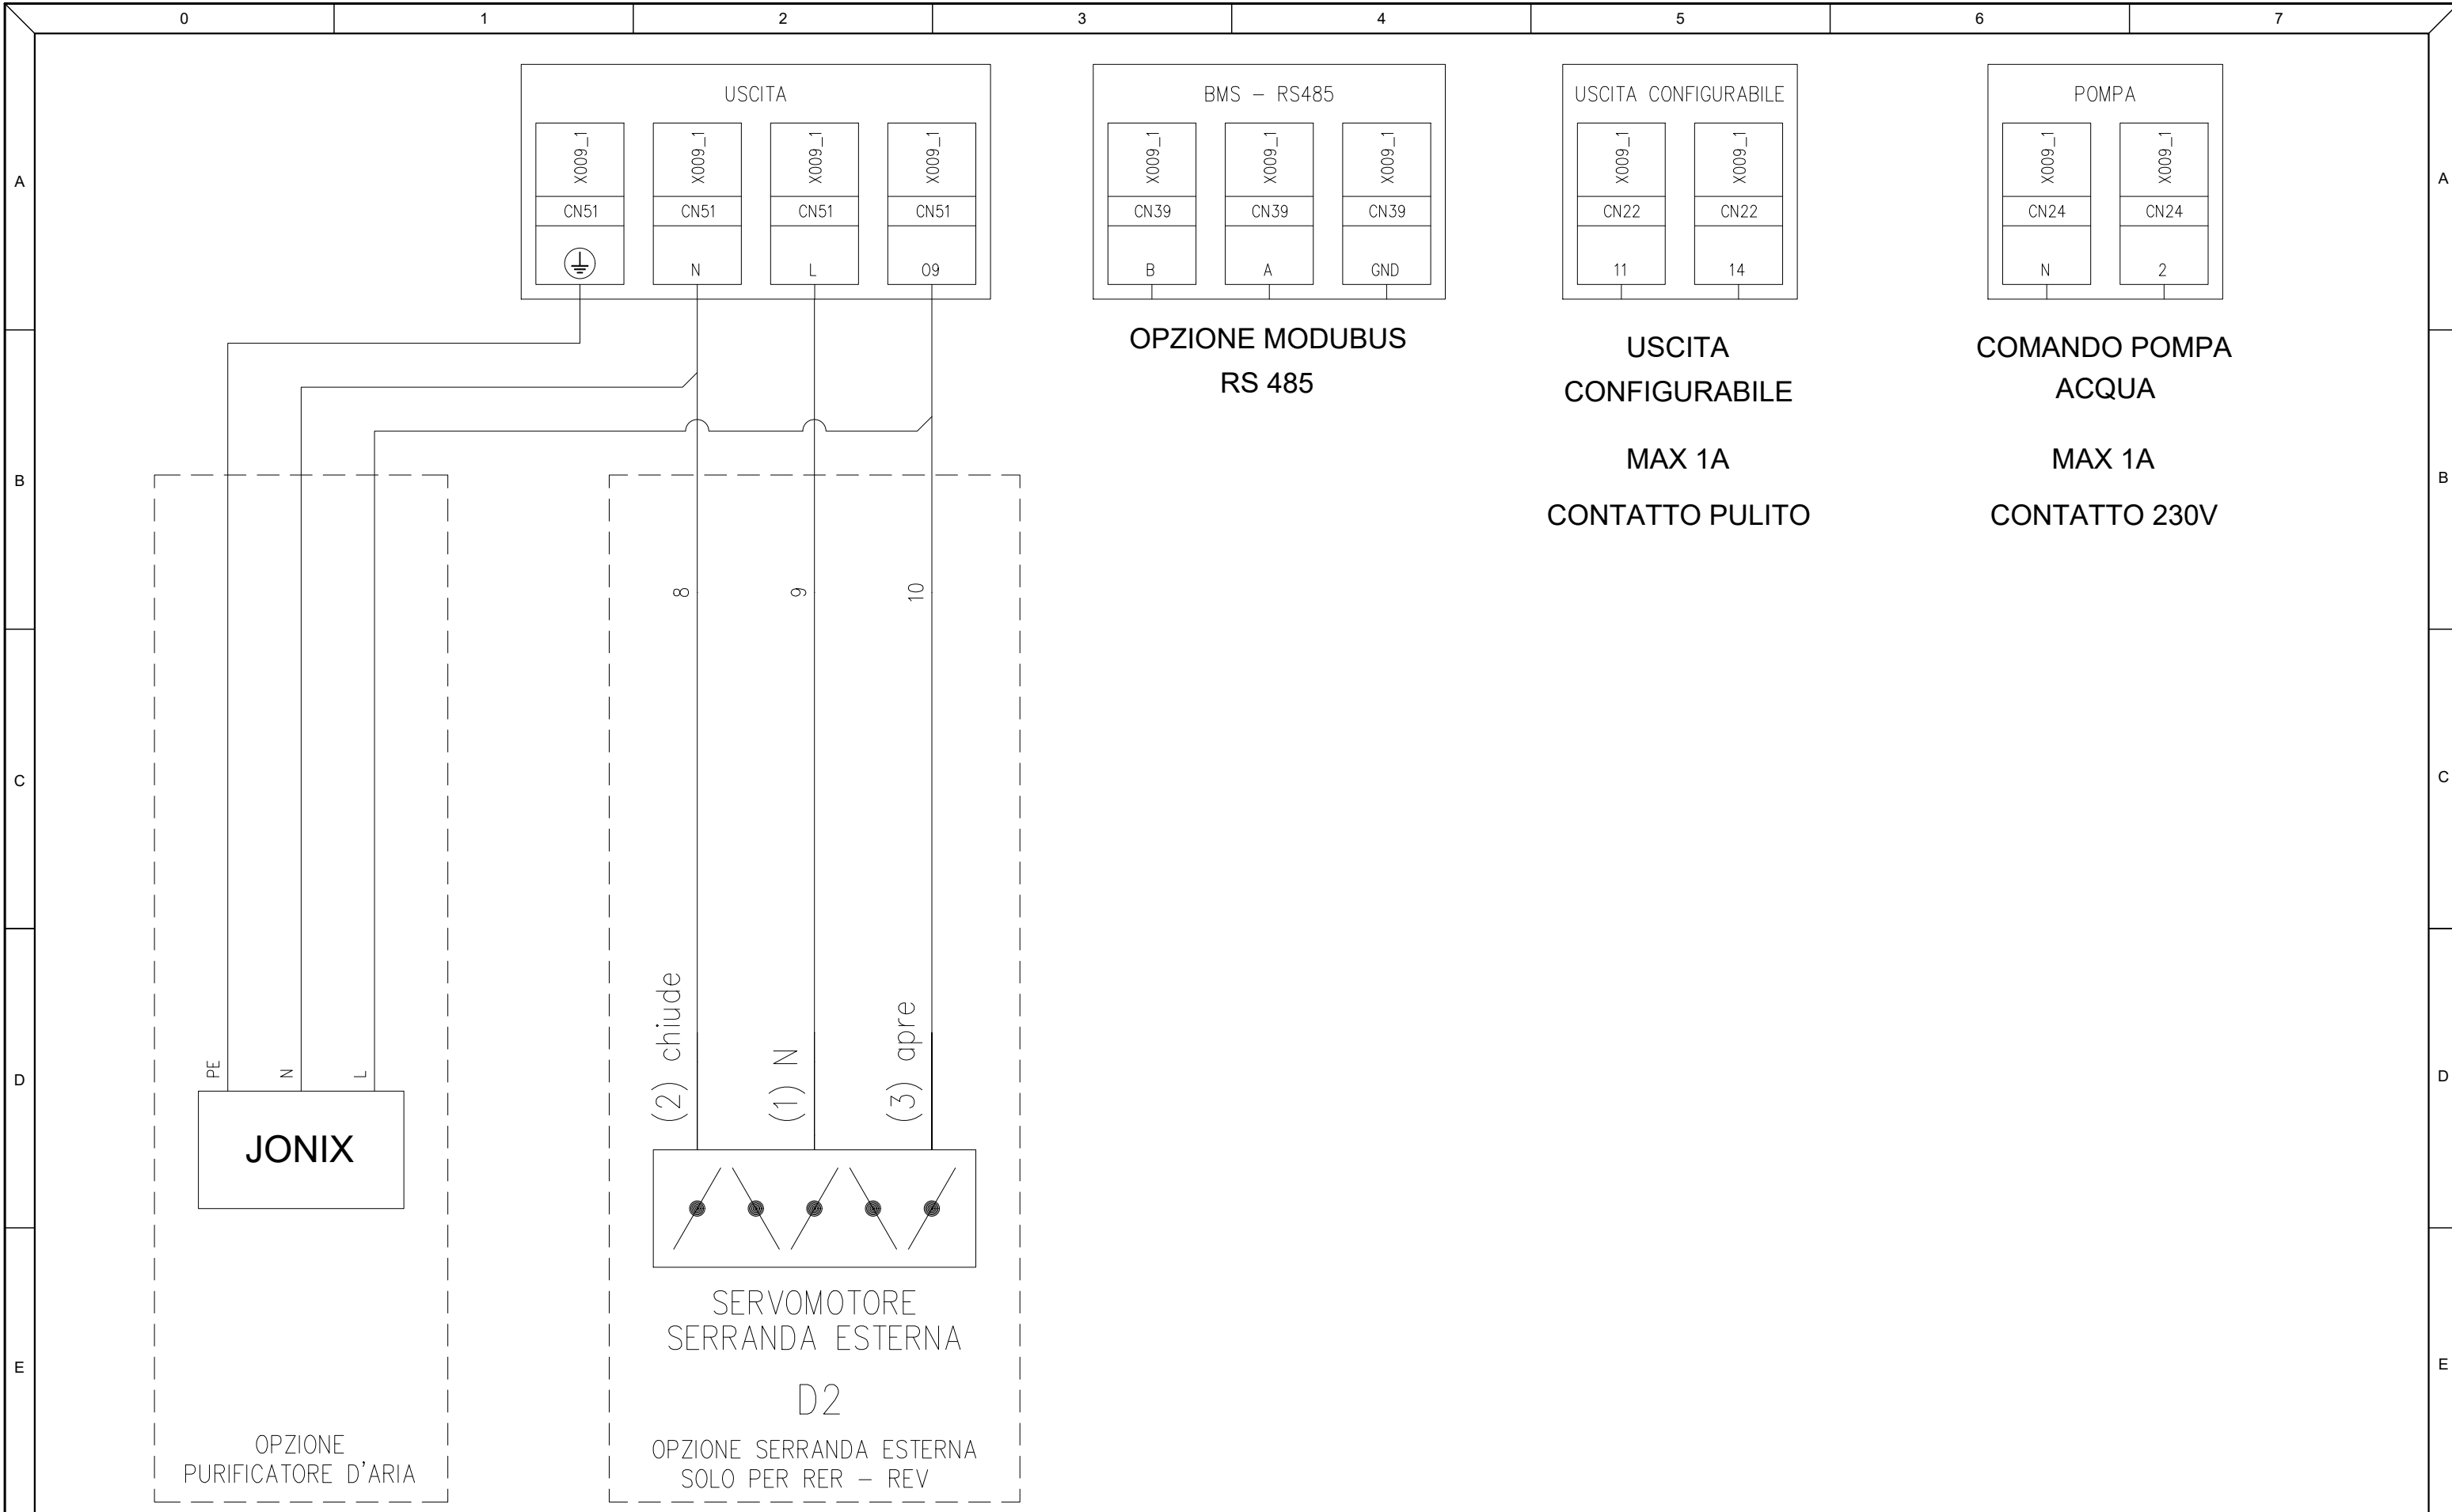 0 1 2 3 4 5 6 7
USCITA
X009_1 X009_1 X009_1 X009_1
CN51 CN51 CN51 CN51
N L 09
BMS - RS485
X009_1 X009_1 X009_1
CN39 CN39 CN39
B A GND
USCITA CONFIGURABILE
X009_1 X009_1
CN22 CN22
11 14
POMPA
X009_1 X009_1
CN24 CN24
N 2
A A
OPZIONE MODUBUS
RS 485
USCITA
CONFIGURABILE
MAX 1A
CONTATTO PULITO
COMANDO POMPA
ACQUA
MAX 1A
CONTATTO 230V
B B
8 9 10
C C
(2) chiude
(1) N
(3) apre
PE N L
D D
JONIX
SERVOMOTORE
SERRANDA ESTERNA
D2
E E
OPZIONE
PURIFICATORE D'ARIA
OPZIONE SERRANDA ESTERNA
SOLO PER RER - REV